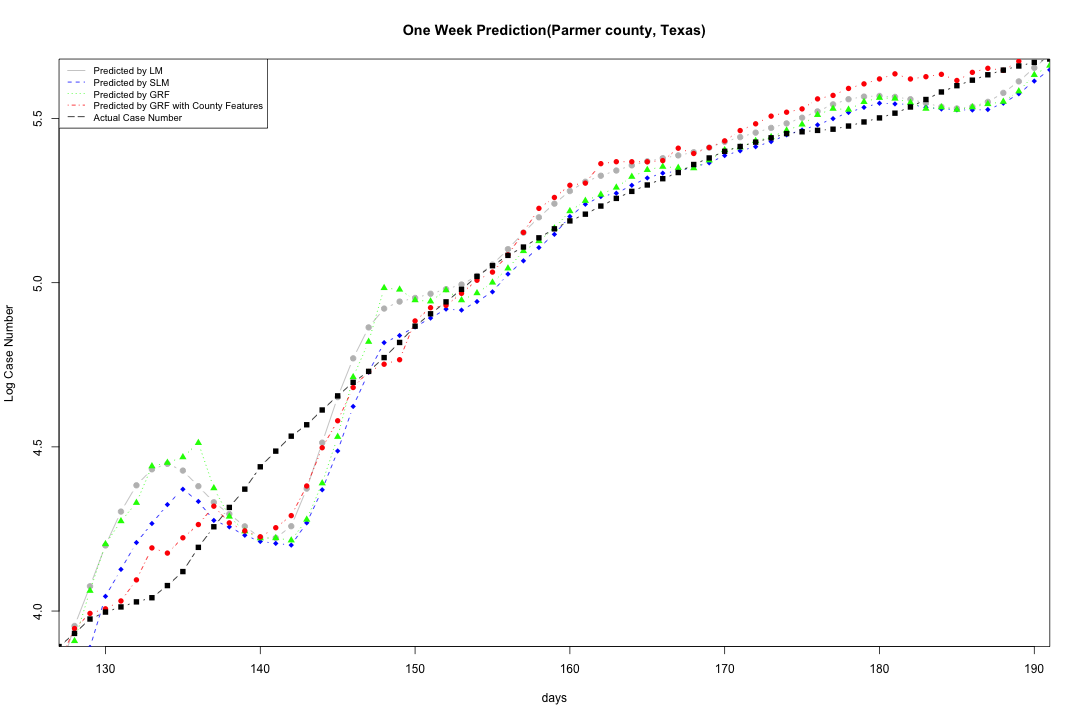 One Week Prediction(Parmer county, Texas)
Predicted by LM
Predicted by SLM
Predicted by GRF
Predicted by GRF with County Features
Actual Case Number
Log Case Number
5.5
5.0
4.5
4.0
130 140 150 160 170 180 190
days